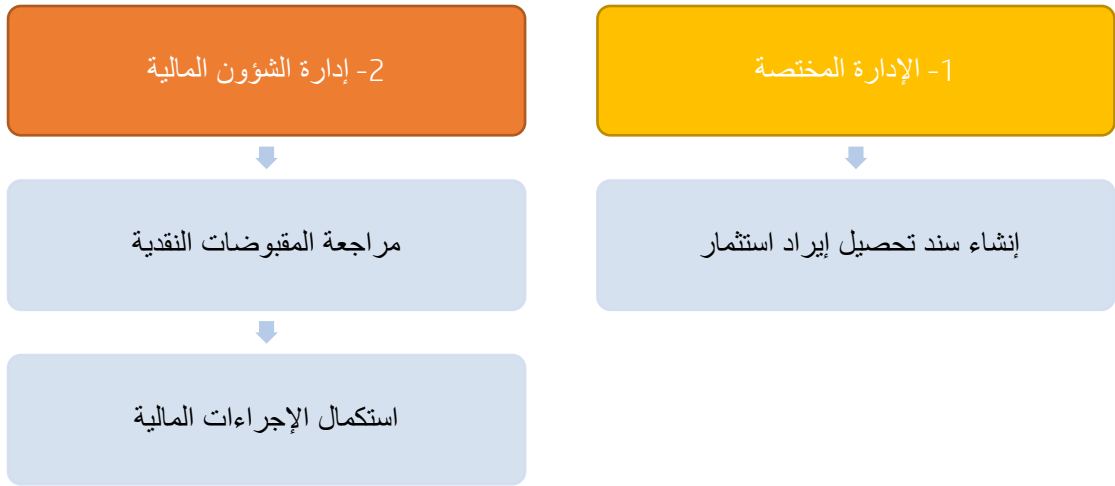 1- الإدارة المختصة
إنشاء سند تحصيل إيراد استثمار
2- إدارة الشؤون المالية
مراجعة المقبوضات النقدية
استكمال الإجراءات المالية